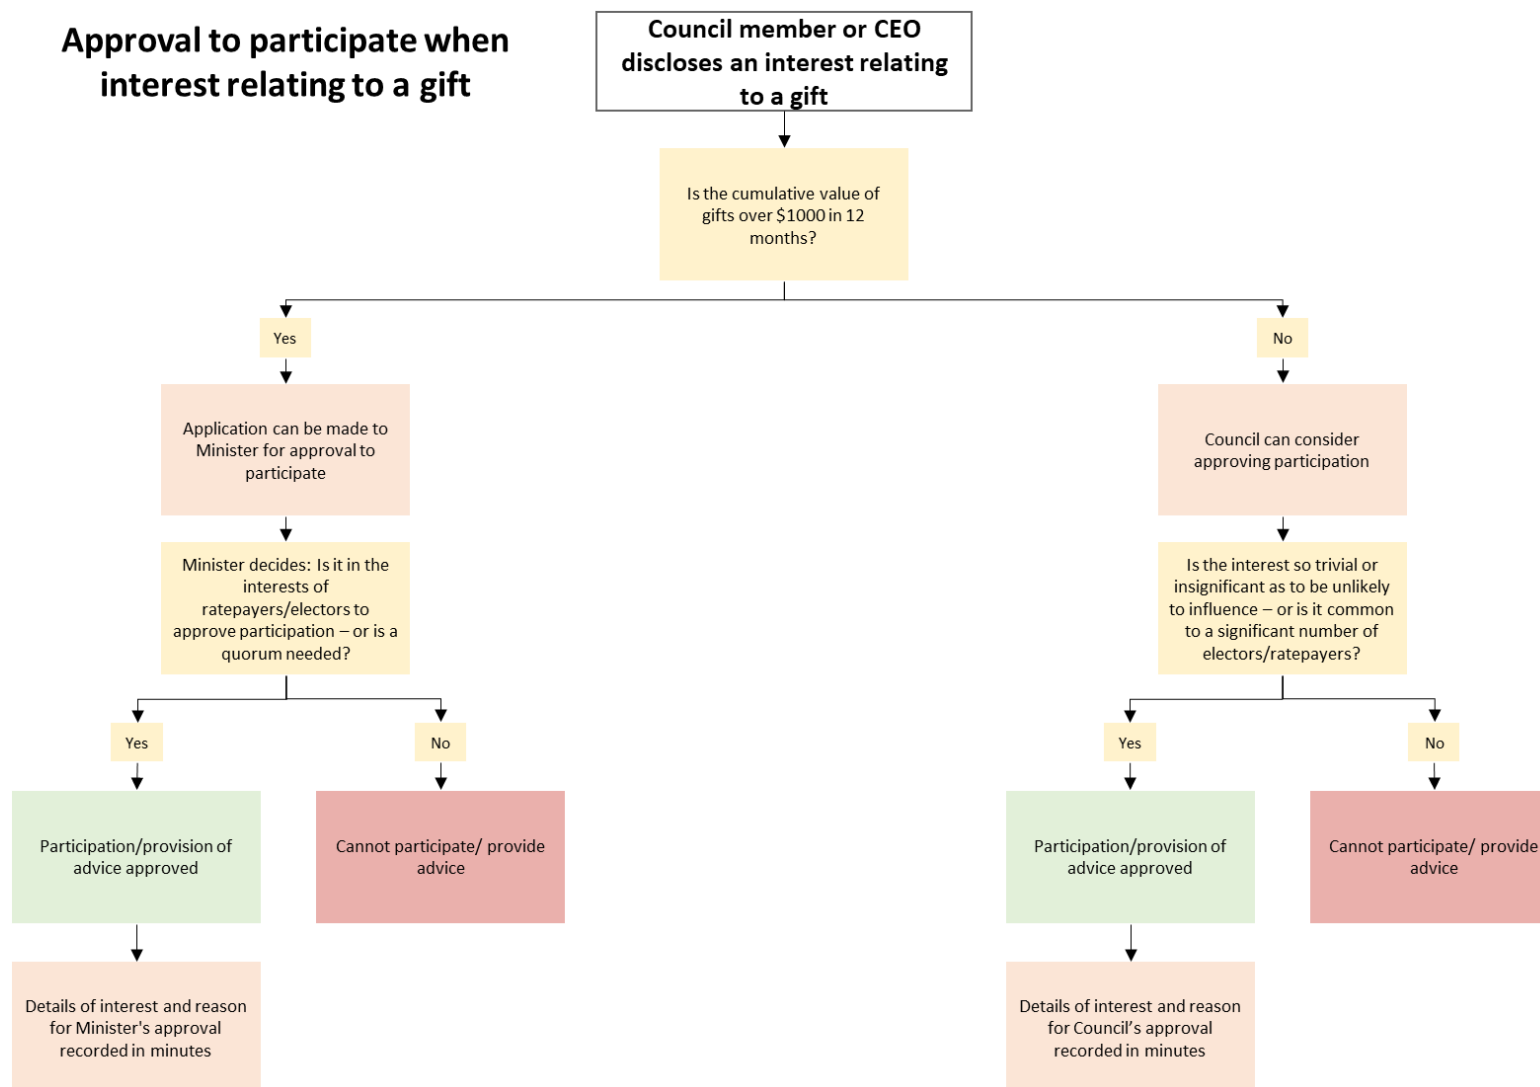 Approval to participate when
interest relating to a gift
Council member or CEO
discloses an interest relating
to a gift
Is the cumulative value of
gifts over $1000 in 12
months?
Yes
No
Application can be made to
Minister for approval to
participate
Council can consider
approving participation
Minister decides: Is it in the
interests of
ratepayers/electors to
approve participation – or is a
quorum needed?
Is the interest so trivial or
insignificant as to be unlikely
to influence – or is it common
to a significant number of
electors/ratepayers?
Yes
No
Yes
No
Participation/provision of
advice approved
Cannot participate/ provide
advice
Participation/provision of
advice approved
Cannot participate/ provide
advice
Details of interest and reason
for Minister's approval
recorded in minutes
Details of interest and reason
for Council’s approval
recorded in minutes